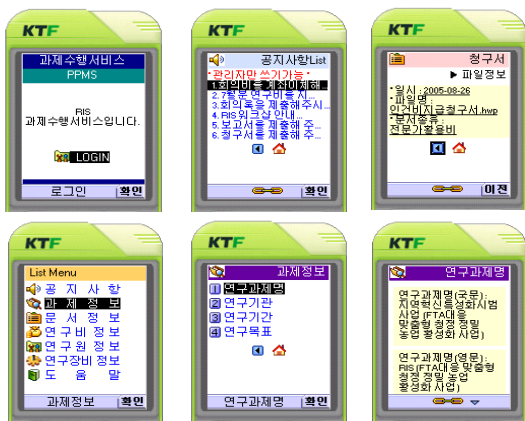 KTF
과제수행서비스
PPMS
RIS
과제수행서비스입니다.
LOGIN
로그인
확인
KTF
공지사항List
*관리자만 쓰기가능*
1.회의비를 계좌이체해...
2.7월분 연구비를 지...
3.회의록을 제출해주시...
4.RIS워크샵 안내...
5.보고서를 제출해 주...
6.청구서를 제출해 주...
확인
KTF
청구서
▶ 파일정보
*일시 : 2005-08-26
*파일명 :
인건비지급청구서.hwp
*문서종류 :
전문가활용비
이전
KTF
List Menu
공 지 사 항
과 제 정 보
문 서 정 보
연구비 정보
연구원 정보
연구장비 정보
도 움 말
과제정보
확인
KTF
과제정보
1 연구과제명
2 연구기관
3 연구기간
4 연구목표
연구과제명
확인
KTF
연구과제명
연구과제명(국문) :
지역혁신특성화시범
사업 (FTA대응
맞춤형 청정 정밀
농업 활성화 사업)
연구과제명(영문) :
RIS (FTA대응 맞춤형
청정 정밀 농업
활성화 사업)